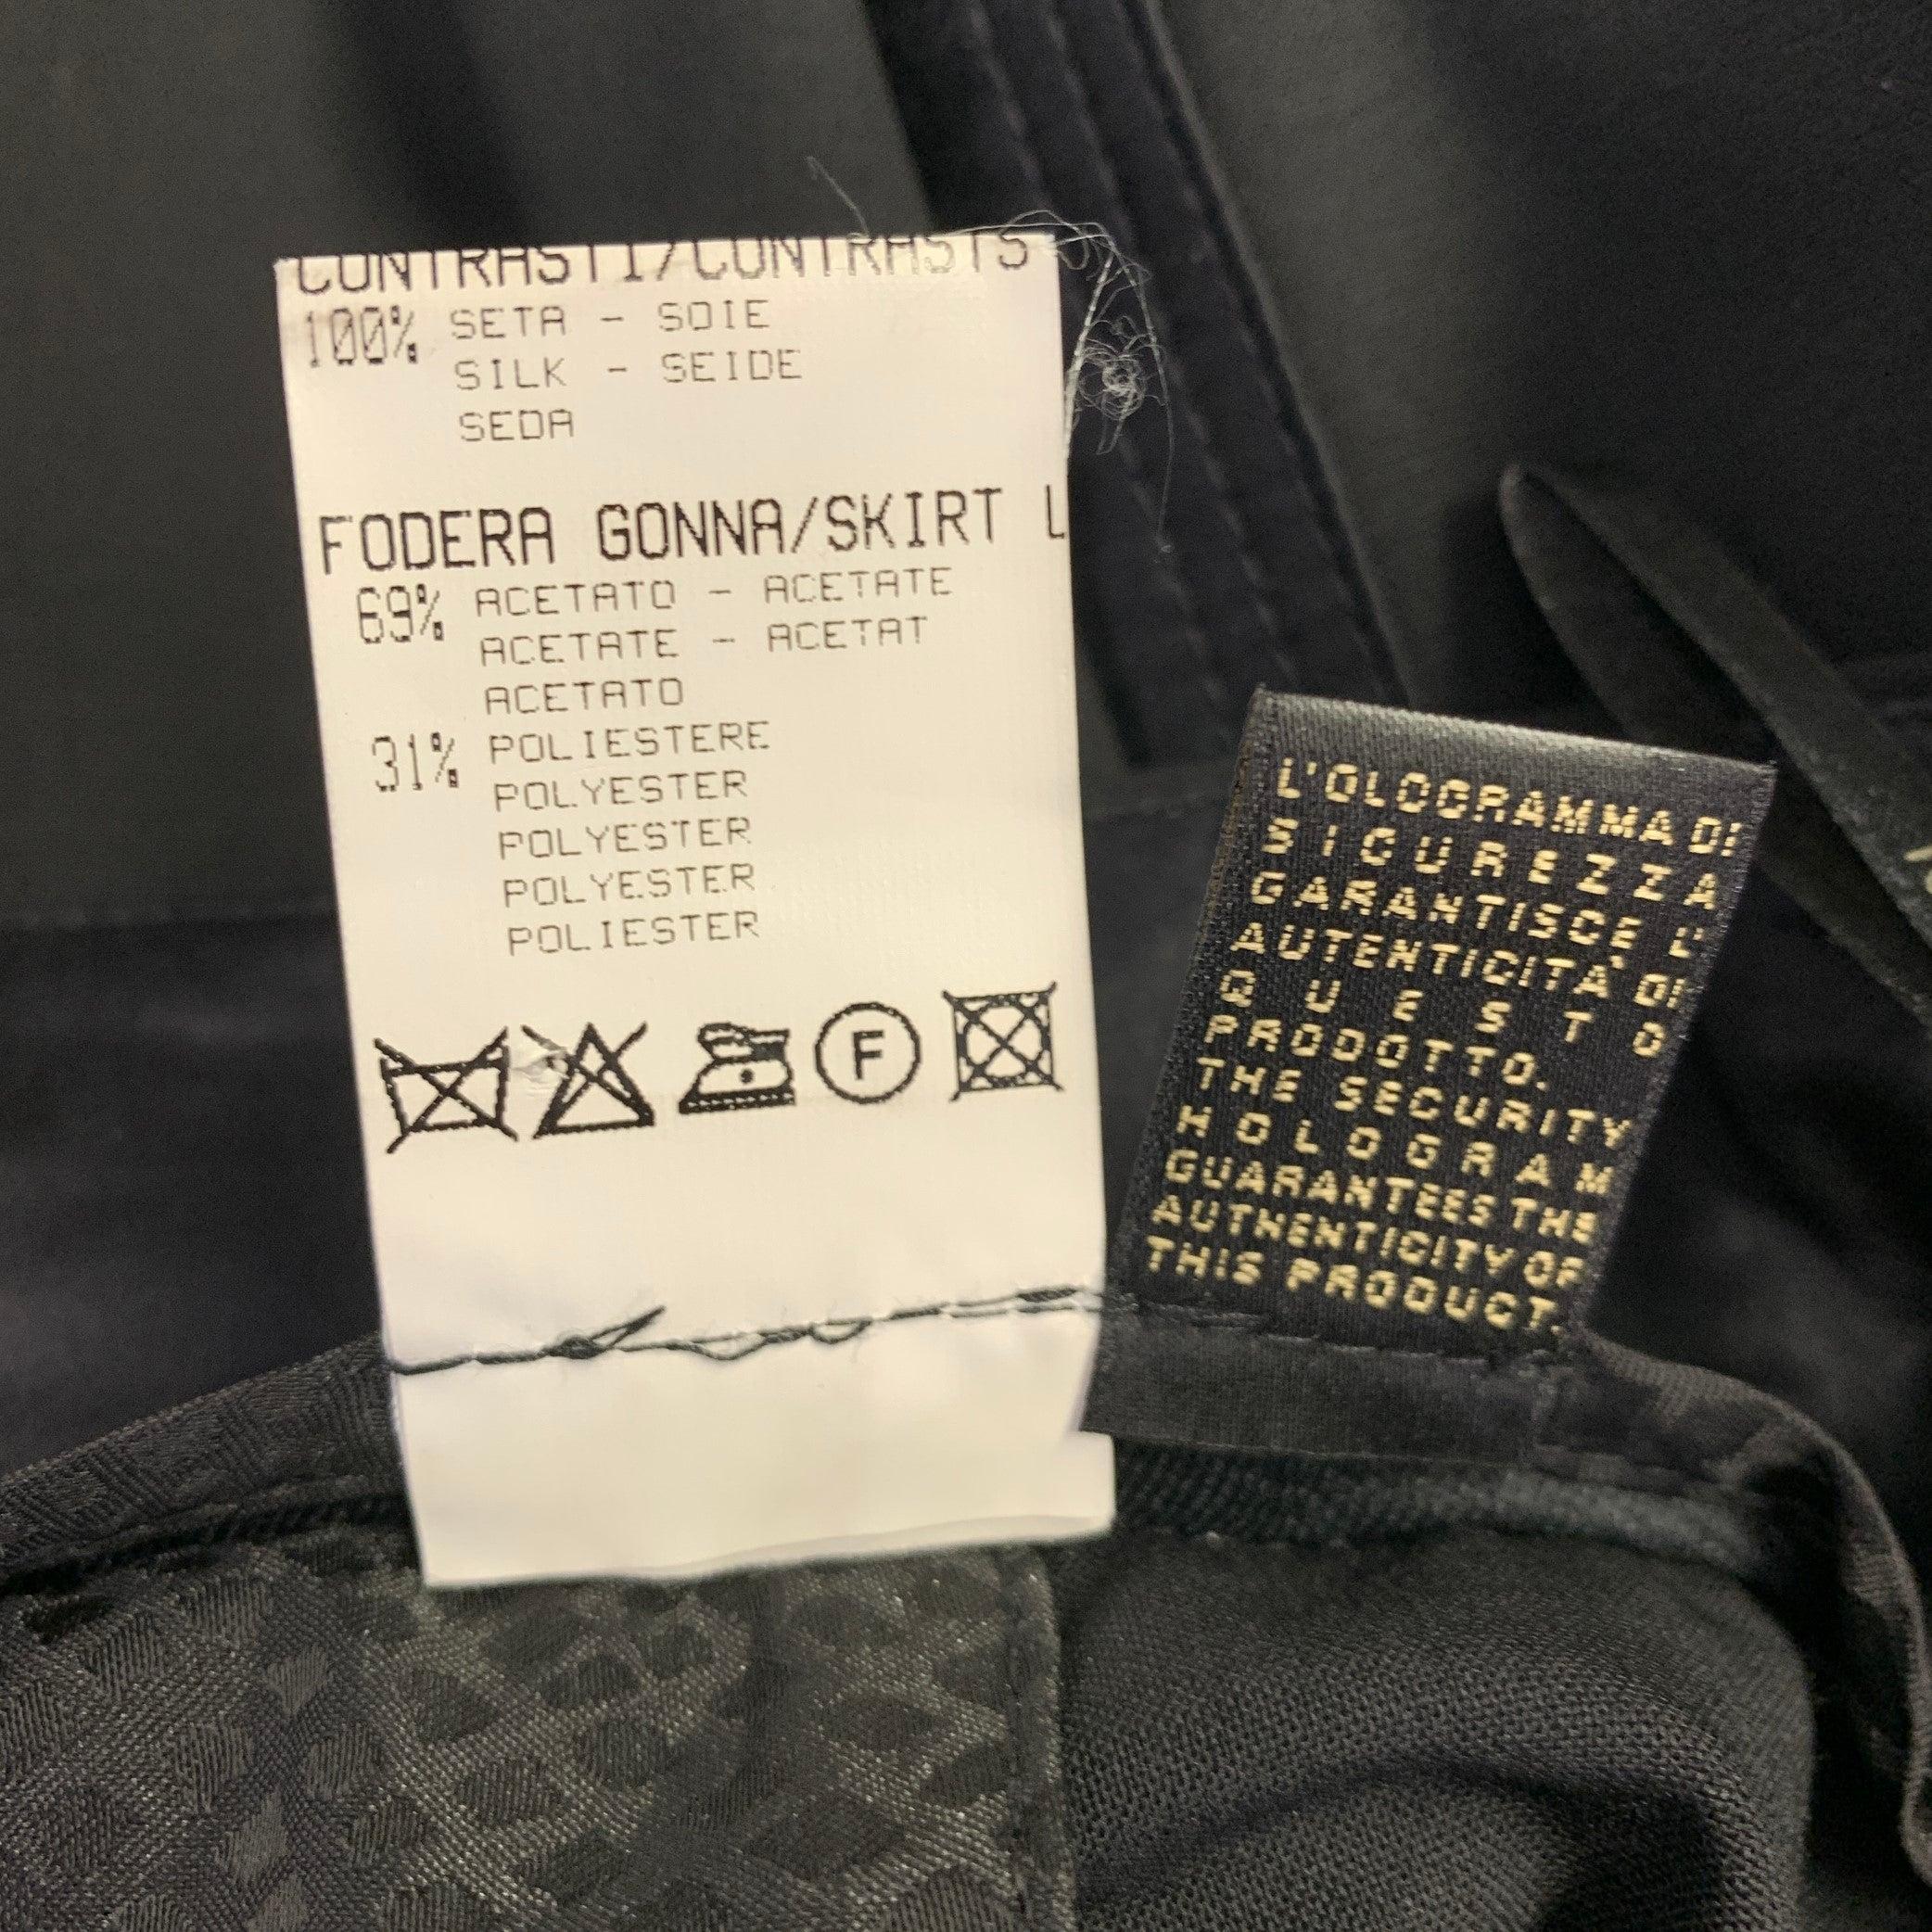 CONTRASTI/CONTRASTS
100% SETA - SOIE
SILK - SEIDE
SEDA
FODERA GONNA/SKIRT L
69% ACETATO - ACETATE
ACETATE - ACETAT
ACETATO
31% POLIESTERE
POLYESTER
POLYESTER
POLYESTER
POLIESTER
F
L'OLOGRAMMA DI
SICUREZZA
GARANTISCE L'
AUTENTICITÀ DI
QUESTO
PRODOTTO.
THE SECURITY
HOLOGRAM
GUARANTEES THE
AUTHENTICITY OF
THIS PRODUCT.